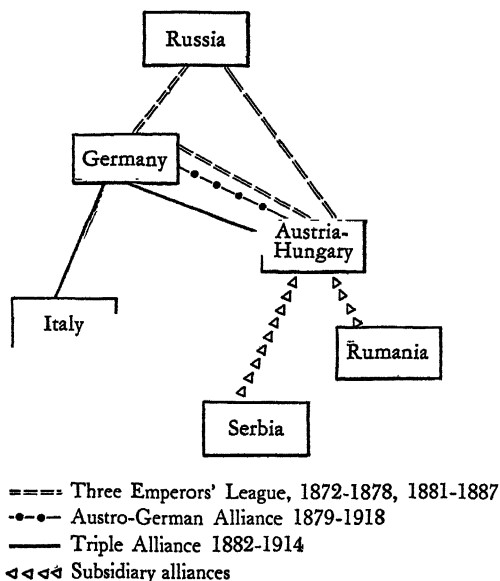 Russia
Germany
Austria-
Hungary
Italy
Rumania
Serbia
Three Emperors' League, 1872-1878, 1881-1887
Austro-German Alliance 1879-1918
Triple Alliance 1882-1914
Subsidiary alliances